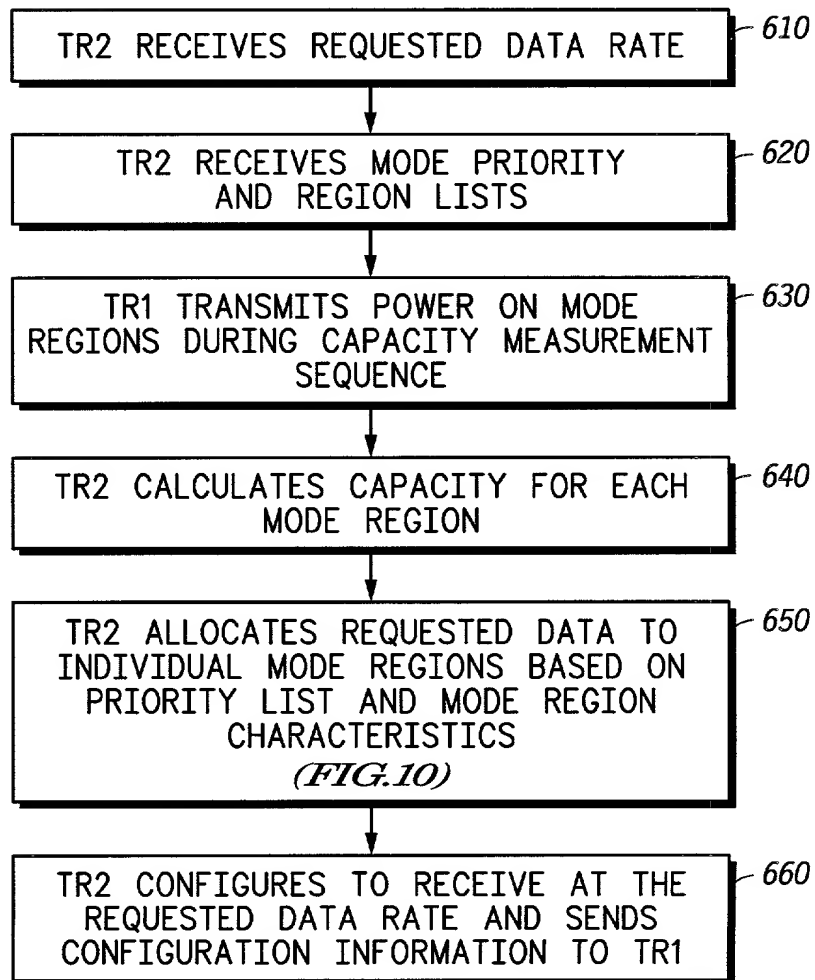 TR2 RECEIVES REQUESTED DATA RATE
610
TR2 RECEIVES MODE PRIORITY
AND REGION LISTS
620
TR1 TRANSMITS POWER ON MODE
REGIONS DURING CAPACITY MEASUREMENT
SEQUENCE
630
TR2 CALCULATES CAPACITY FOR EACH
MODE REGION
640
TR2 ALLOCATES REQUESTED DATA TO
INDIVIDUAL MODE REGIONS BASED ON
PRIORITY LIST AND MODE REGION
CHARACTERISTICS
(FIG.10)
650
TR2 CONFIGURES TO RECEIVE AT THE
REQUESTED DATA RATE AND SENDS
CONFIGURATION INFORMATION TO TR1
660